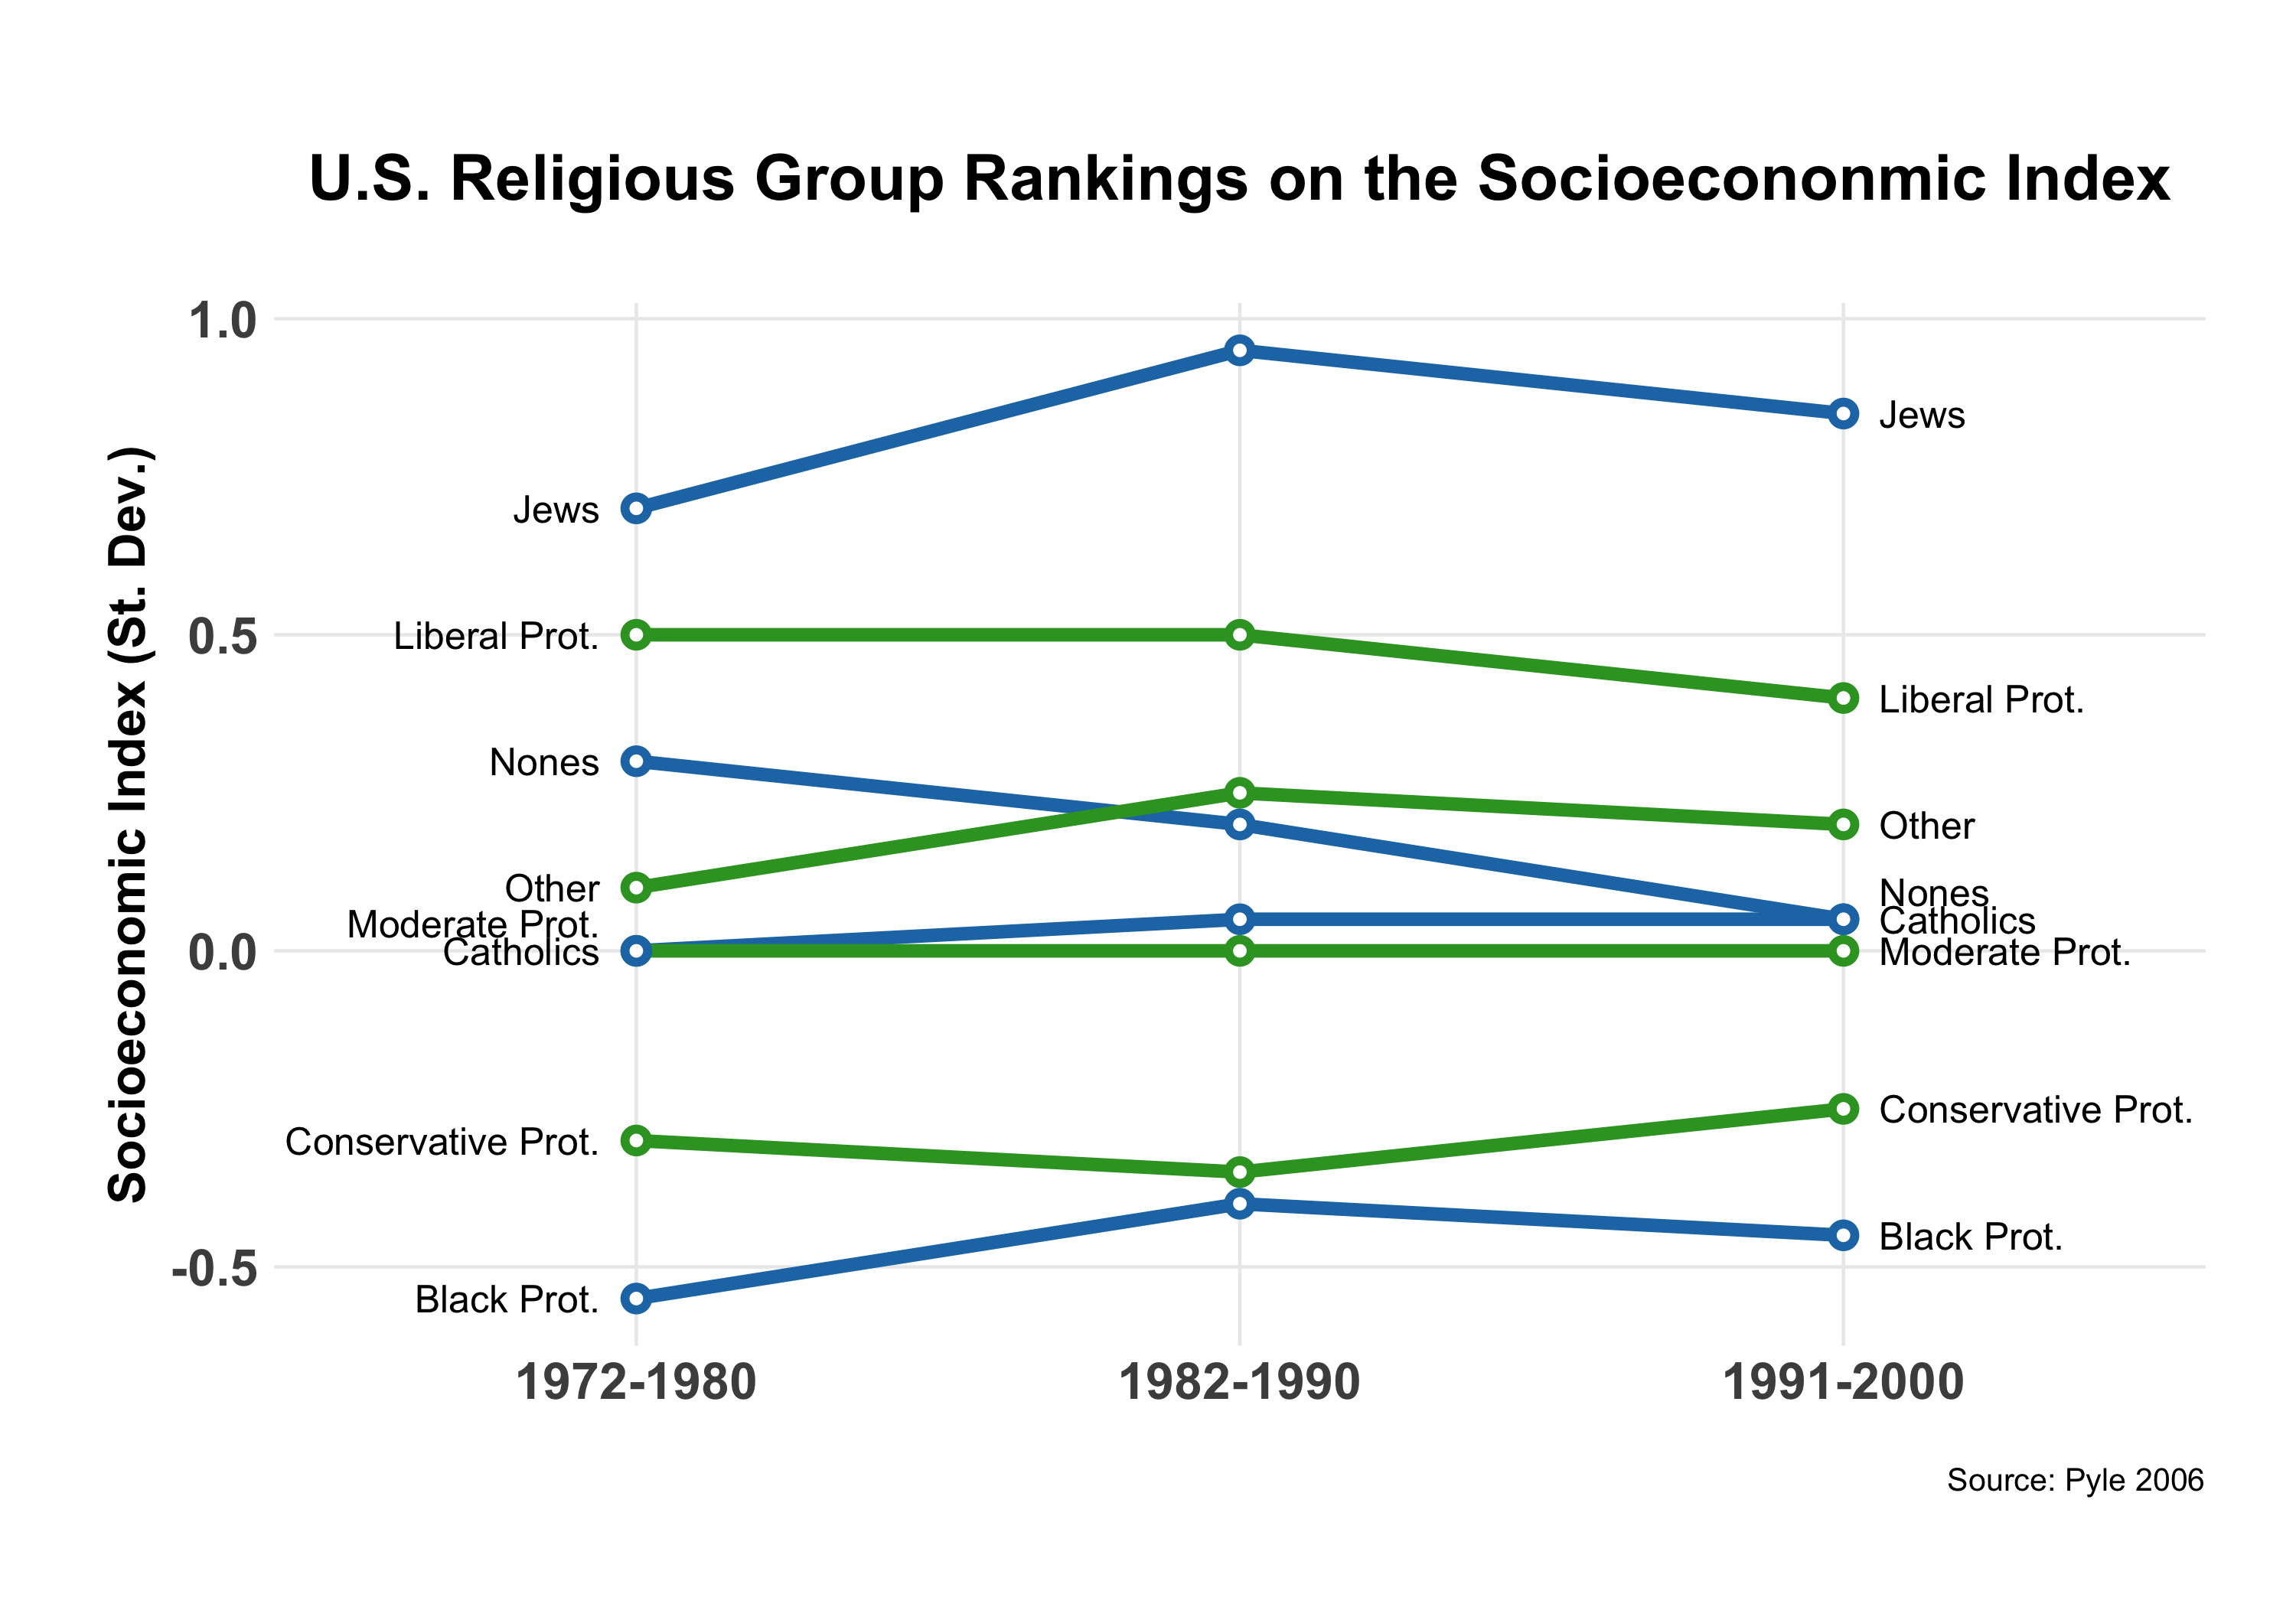 U.S. Religious Group Rankings on the Socioecononmic Index
Socioeconomic Index (St. Dev.)
1.0
0.5
0.0
-0.5
Jews
Liberal Prot.
Nones
Other
Moderate Prot.
Catholics
Conservative Prot.
Black Prot.
Jews
Liberal Prot.
Other
Nones
Catholics
Moderate Prot.
Conservative Prot.
Black Prot.
1972-1980
1982-1990
1991-2000
Source: Pyle 2006